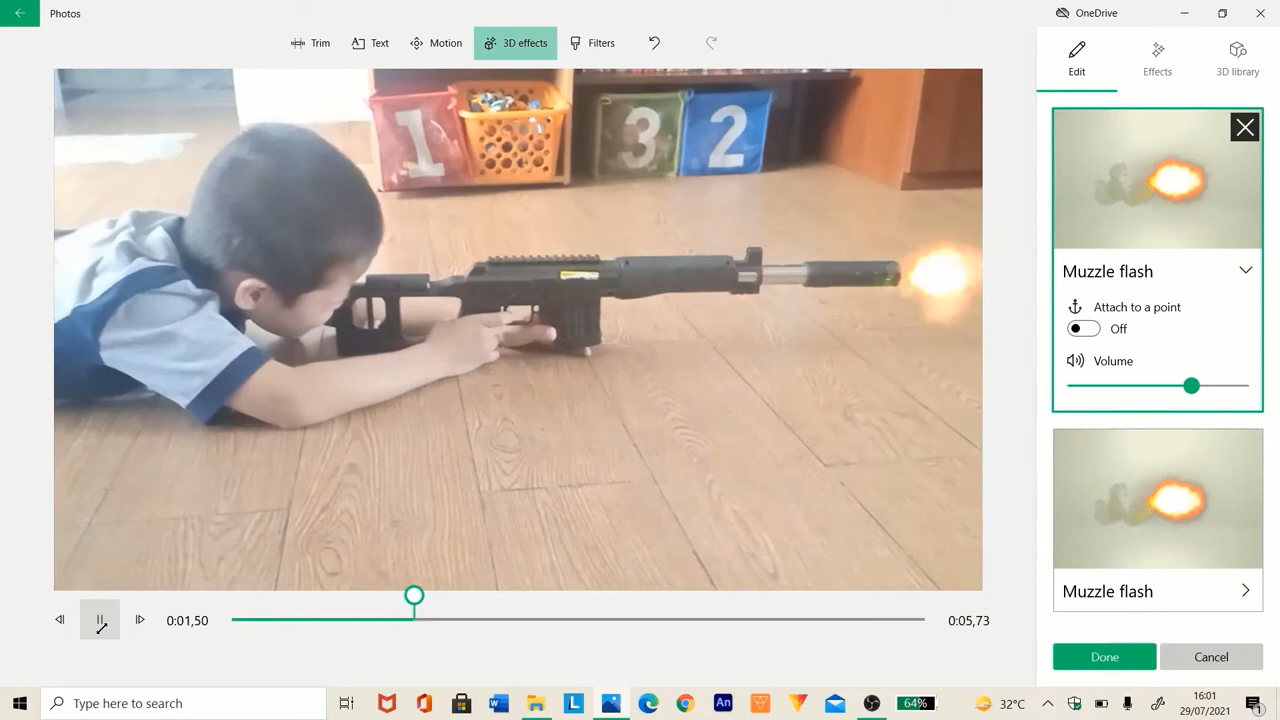 Photos
OneDrive
Trim
Text
Motion
3D effects
Filters
Edit
Effects
3D library
1
3
2
Muzzle flash
Attach to a point
Off
Volume
Muzzle flash
0:01,50
0:05,73
Done
Cancel
Type here to search
W
L
An
64%
32°C
16:01
29/07/2021
1